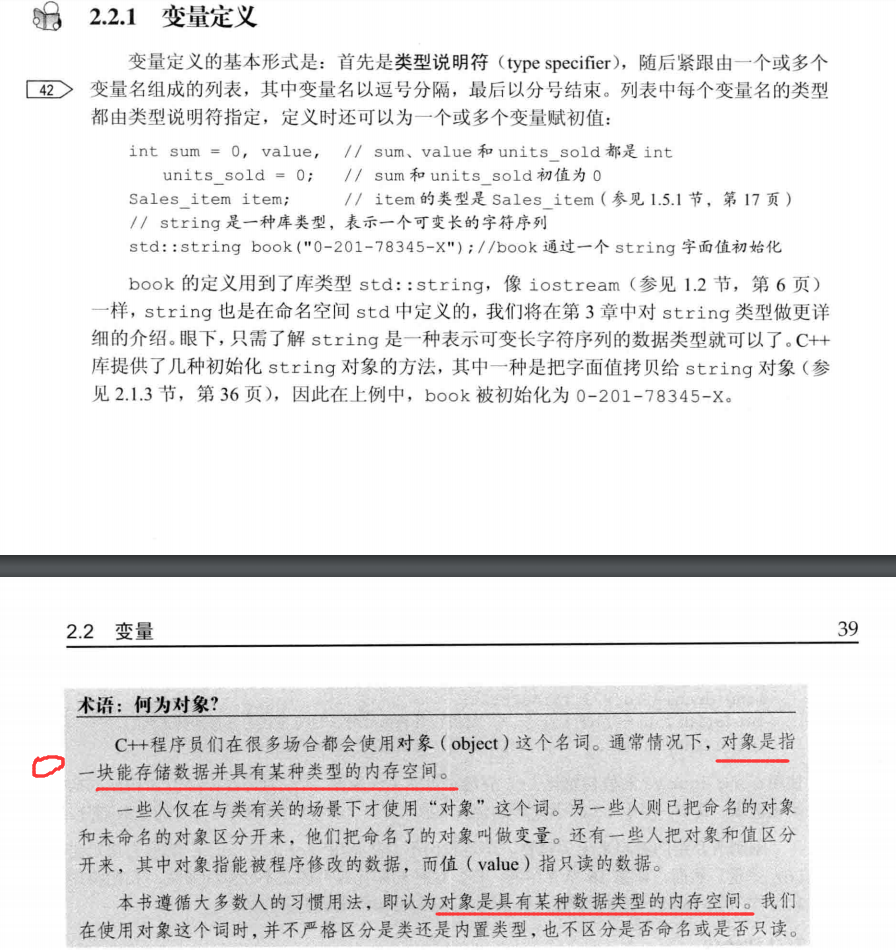 2.2.1 变量定义
变量定义的基本形式是：首先是类型说明符（type specifier），随后紧跟由一个或多个
42 变量名组成的列表，其中变量名以逗号分隔，最后以分号结束。列表中每个变量名的类型
都由类型说明符指定，定义时还可以为一个或多个变量赋初值：
int sum = 0, value, // sum、value 和 units_sold 都是 int
units_sold = 0; // sum 和 units_sold 初值为 0
Sales_item item; // item 的类型是 Sales_item（参见 1.5.1 节，第 17 页）
// string 是一种库类型，表示一个可变长的字符序列
std::string book("0-201-78345-X");//book 通过一个 string 字面值初始化
book 的定义用到了库类型 std::string，像 iostream（参见 1.2 节，第 6 页）
一样，string 也是在命名空间 std 中定义的，我们将在第 3 章中对 string 类型做更详
细的介绍。眼下，只需了解 string 是一种表示可变长字符序列的数据类型就可以了。C++
库提供了几种初始化 string 对象的方法，其中一种是把字面值拷贝给 string 对象（参
见 2.1.3 节，第 36 页），因此在上例中，book 被初始化为 0-201-78345-X。
2.2 变量 39
术语：何为对象？
C++程序员们在很多场合都会使用对象（object）这个名词。通常情况下，对象是指
一块能存储数据并具有某种类型的内存空间。
一些人仅在与类有关的场景下才使用“对象”这个词。另一些人则已把命名的对象
和未命名的对象区分开来，他们把命名了的对象叫做变量。还有一些人把对象和值区分
开来，其中对象指能被程序修改的数据，而值（value）指只读的数据。
本书遵循大多数人的习惯用法，即认为对象是具有某种数据类型的内存空间。我们
在使用对象这个词时，并不严格区分是类还是内置类型，也不区分是否命名或是否只读。